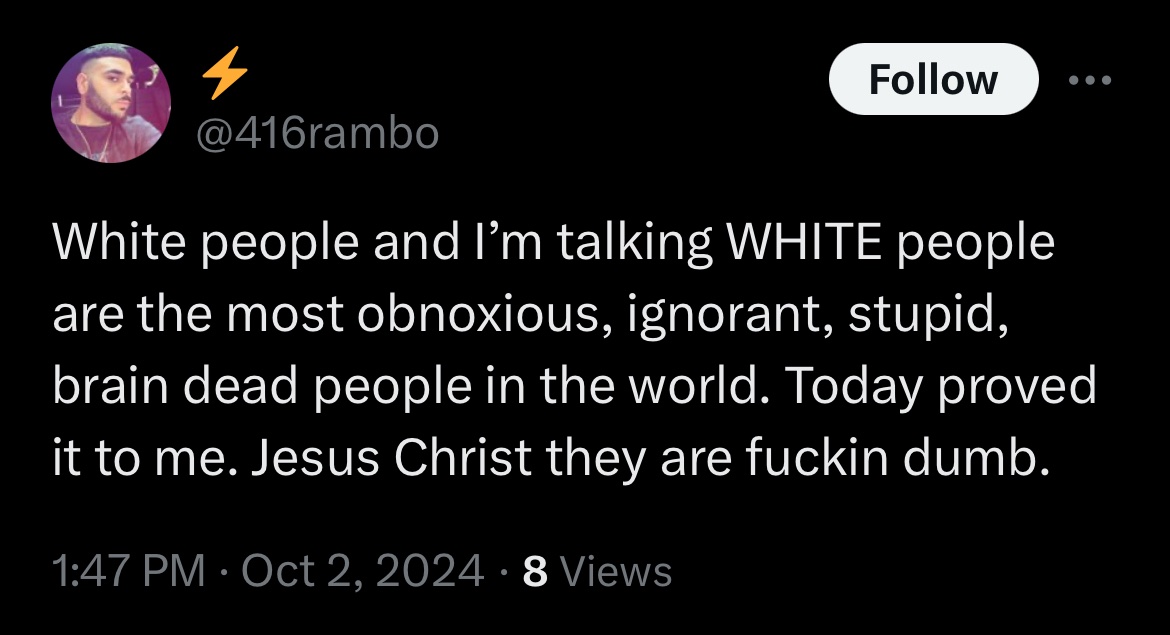 ⚡
Follow
@416rambo
White people and I’m talking WHITE people
are the most obnoxious, ignorant, stupid,
brain dead people in the world. Today proved
it to me. Jesus Christ they are fuckin dumb.
1:47 PM · Oct 2, 2024 · 8 Views